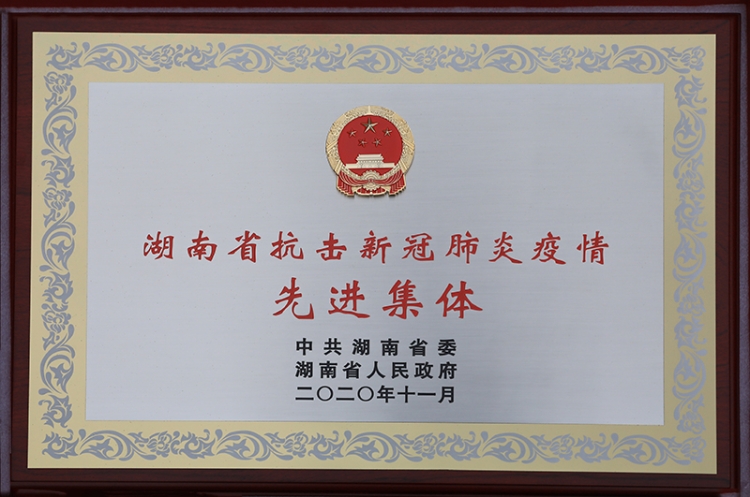 湖南省抗击新冠肺炎疫情
先进集体
中共湖南省委
湖南省人民政府
二〇二〇年十一月